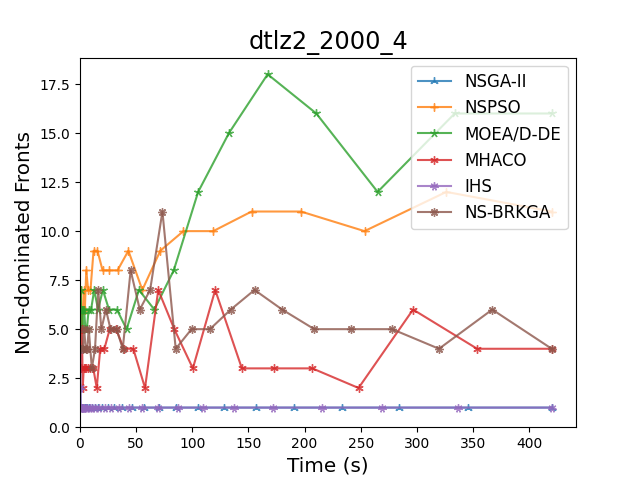 dtlz2_2000_4
Non-dominated Fronts
17.5
15.0
12.5
10.0
7.5
5.0
2.5
0.0
NSGA-II
NSPSO
MOEA/D-DE
MHACO
IHS
NS-BRKGA
0 50 100 150 200 250 300 350 400
Time (s)